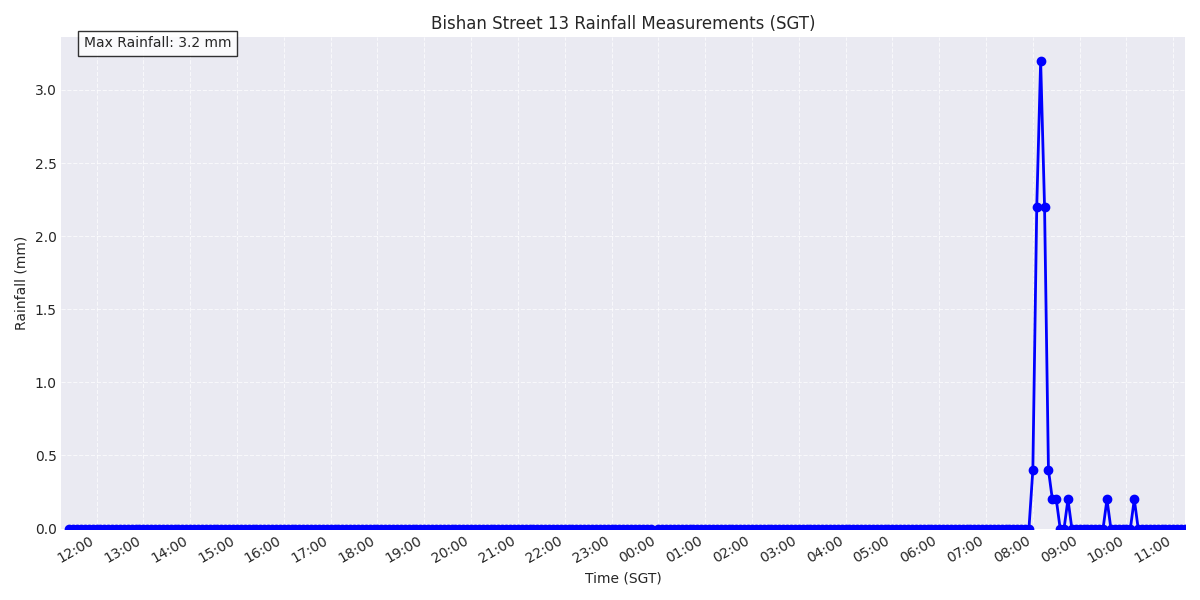 Bishan Street 13 Rainfall Measurements (SGT)
Max Rainfall: 3.2 mm
Rainfall (mm)
3.0
2.5
2.0
1.5
1.0
0.5
0.0
12:00 13:00 14:00 15:00 16:00 17:00 18:00 19:00 20:00 21:00 22:00 23:00 00:00 01:00 02:00 03:00 04:00 05:00 06:00 07:00 08:00 09:00 10:00 11:00
Time (SGT)